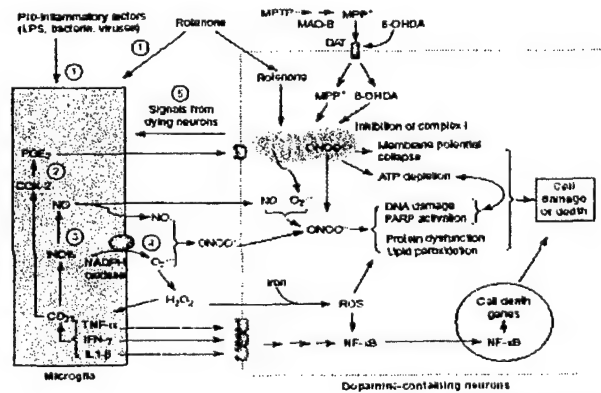 Pro-inflammatory factors
(LPS, bacteria, viruses)
Rotenone
MPTP
MAO-B
MPP+
6-OHDA
DAT
1
1
Rotenone
MPP+ 6-OHDA
5
Signals from
dying neurons
Inhibition of complex I
PGE2
ONOO-
Membrane potential
collapse
ATP depletion
2
COX-2
NO
NO
NO O2-
ONOO-
DNA damage
PARP activation
Cell
damage
or death
3
4
ONOO-
iNOS
NADPH
oxidase
O2-
Protein dysfunction
Lipid peroxidation
H2O2
Iron
ROS
Cell death
genes
CD23
TNF-α
IFN-γ
IL1-β
NF-κB
NF-κB
Microglia
Dopamine-containing neurons